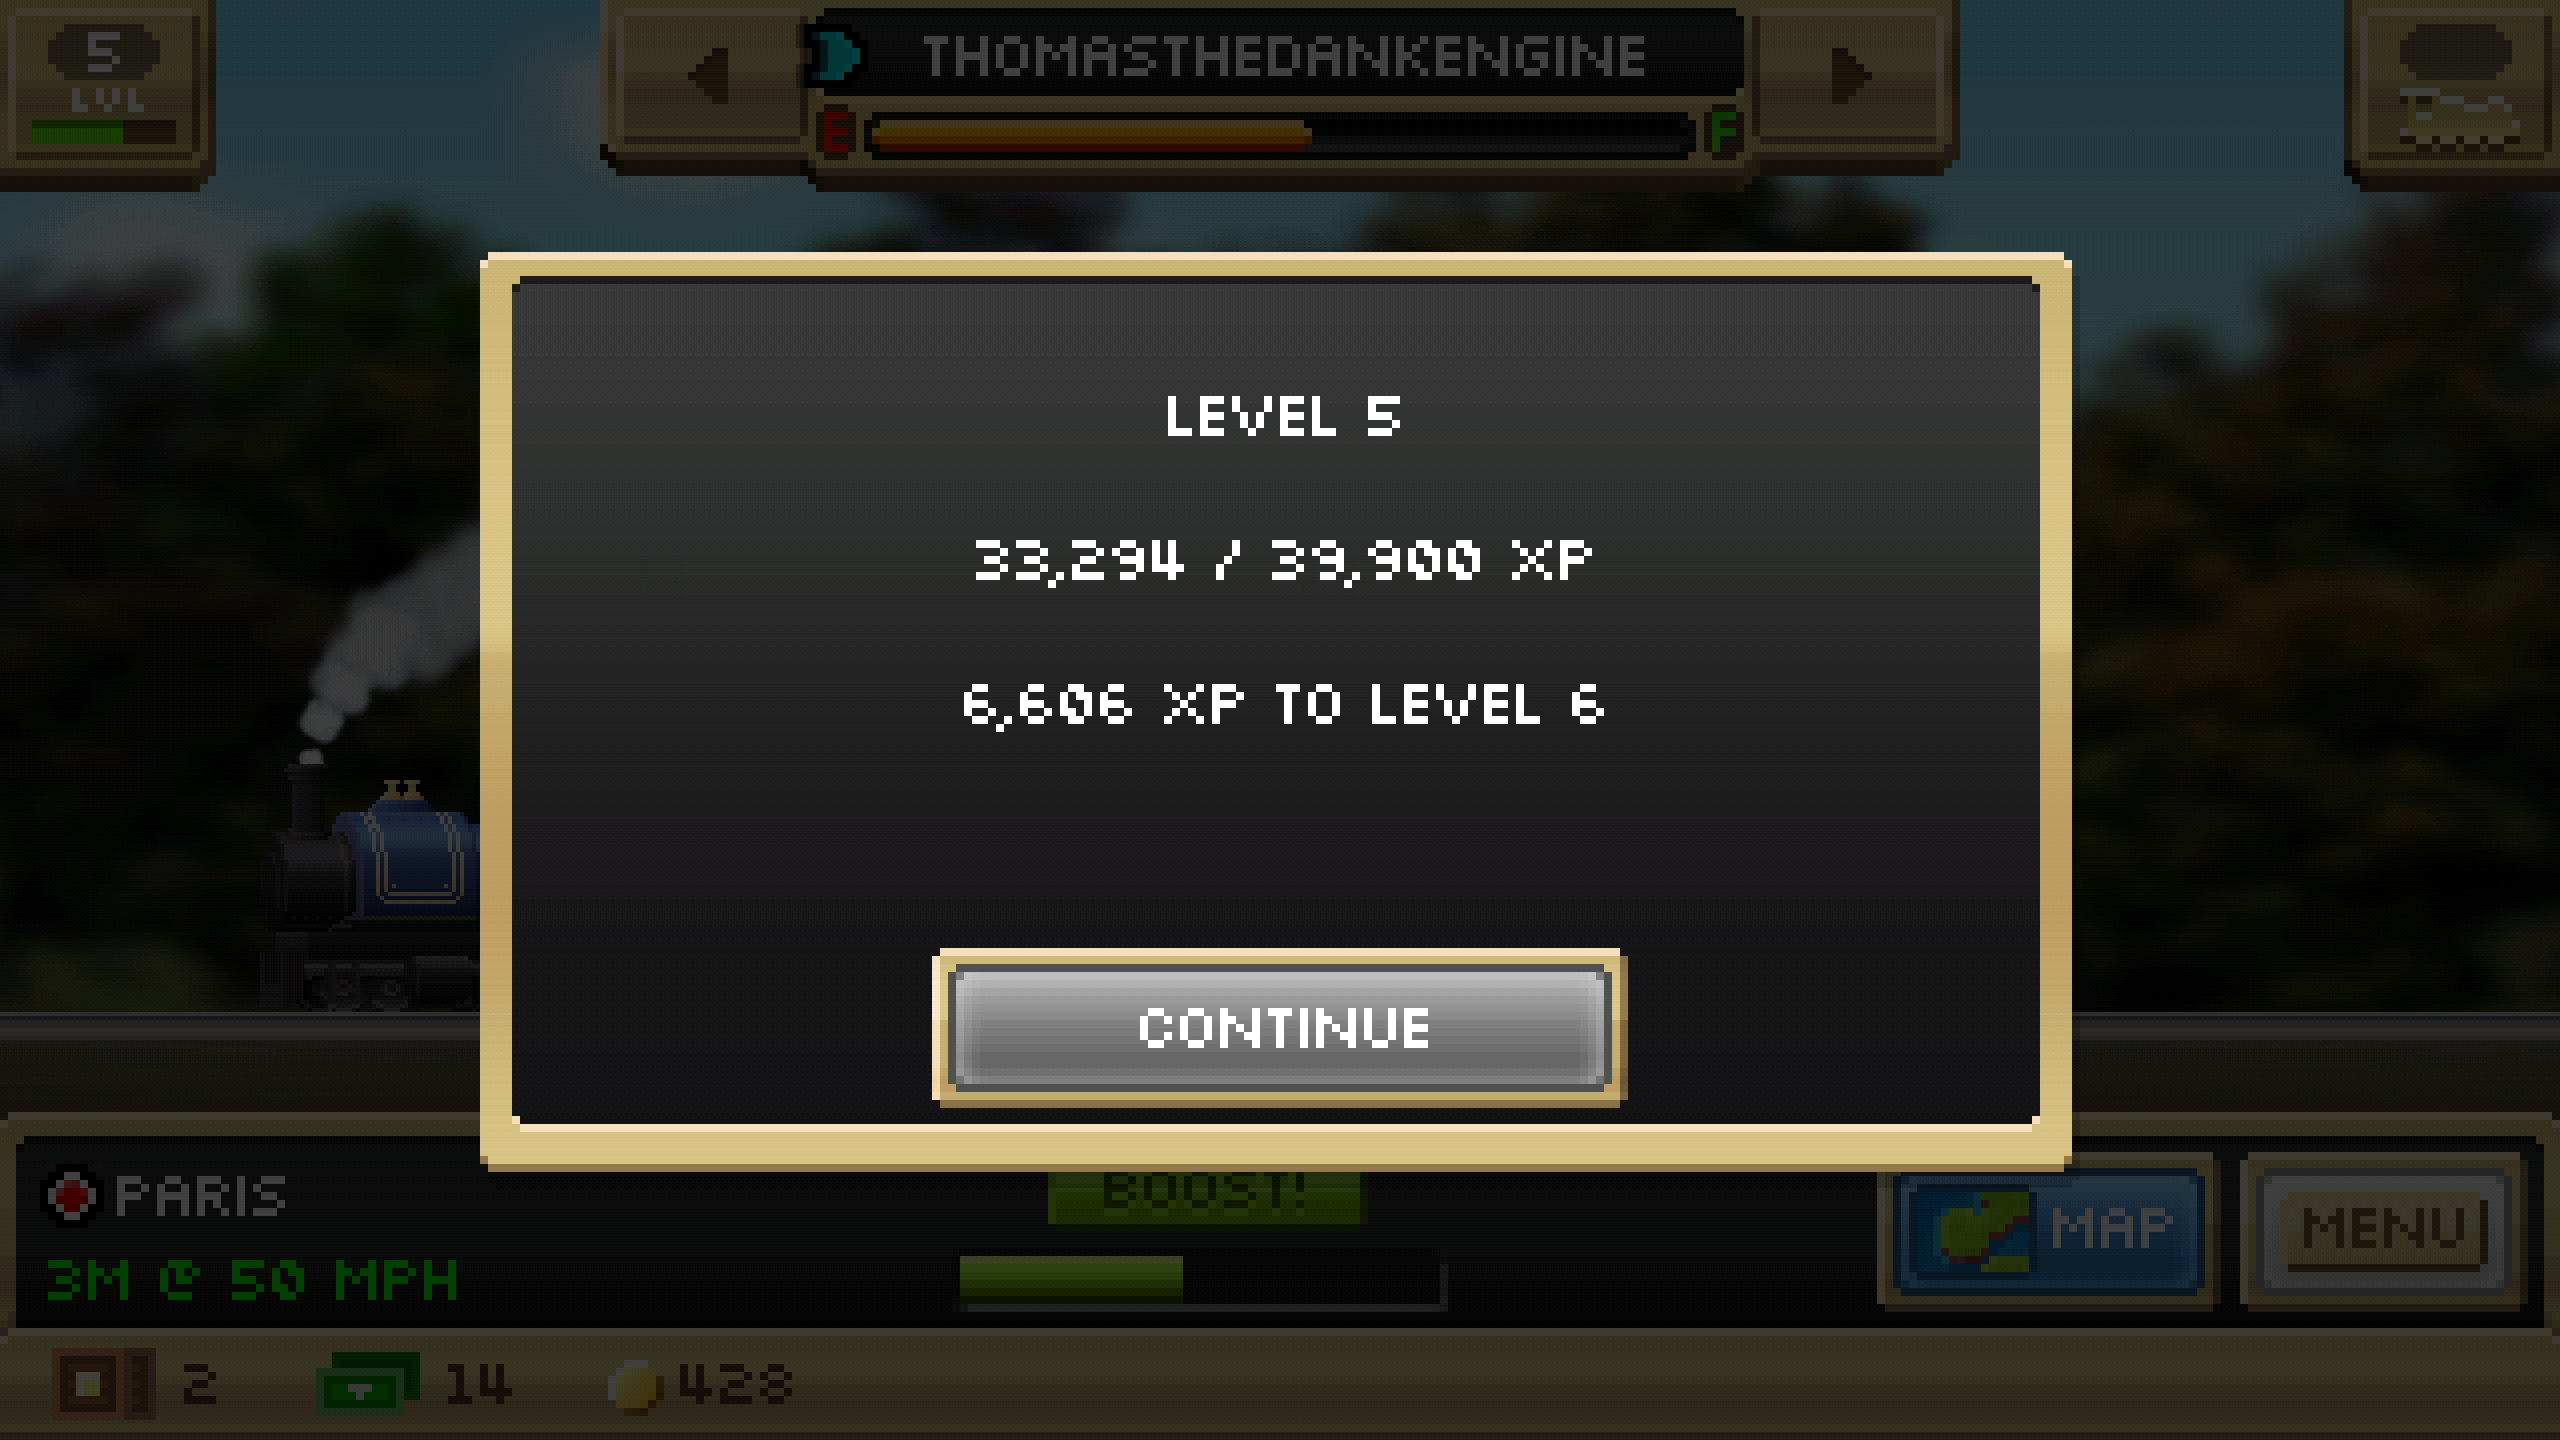 5
LVL
THOMASTHEDANKENGINE
E
F
LEVEL 5
33,294 / 39,900 XP
6,606 XP TO LEVEL 6
CONTINUE
PARIS
3M @ 50 MPH
BOOST!
MAP
MENU
2
14
428